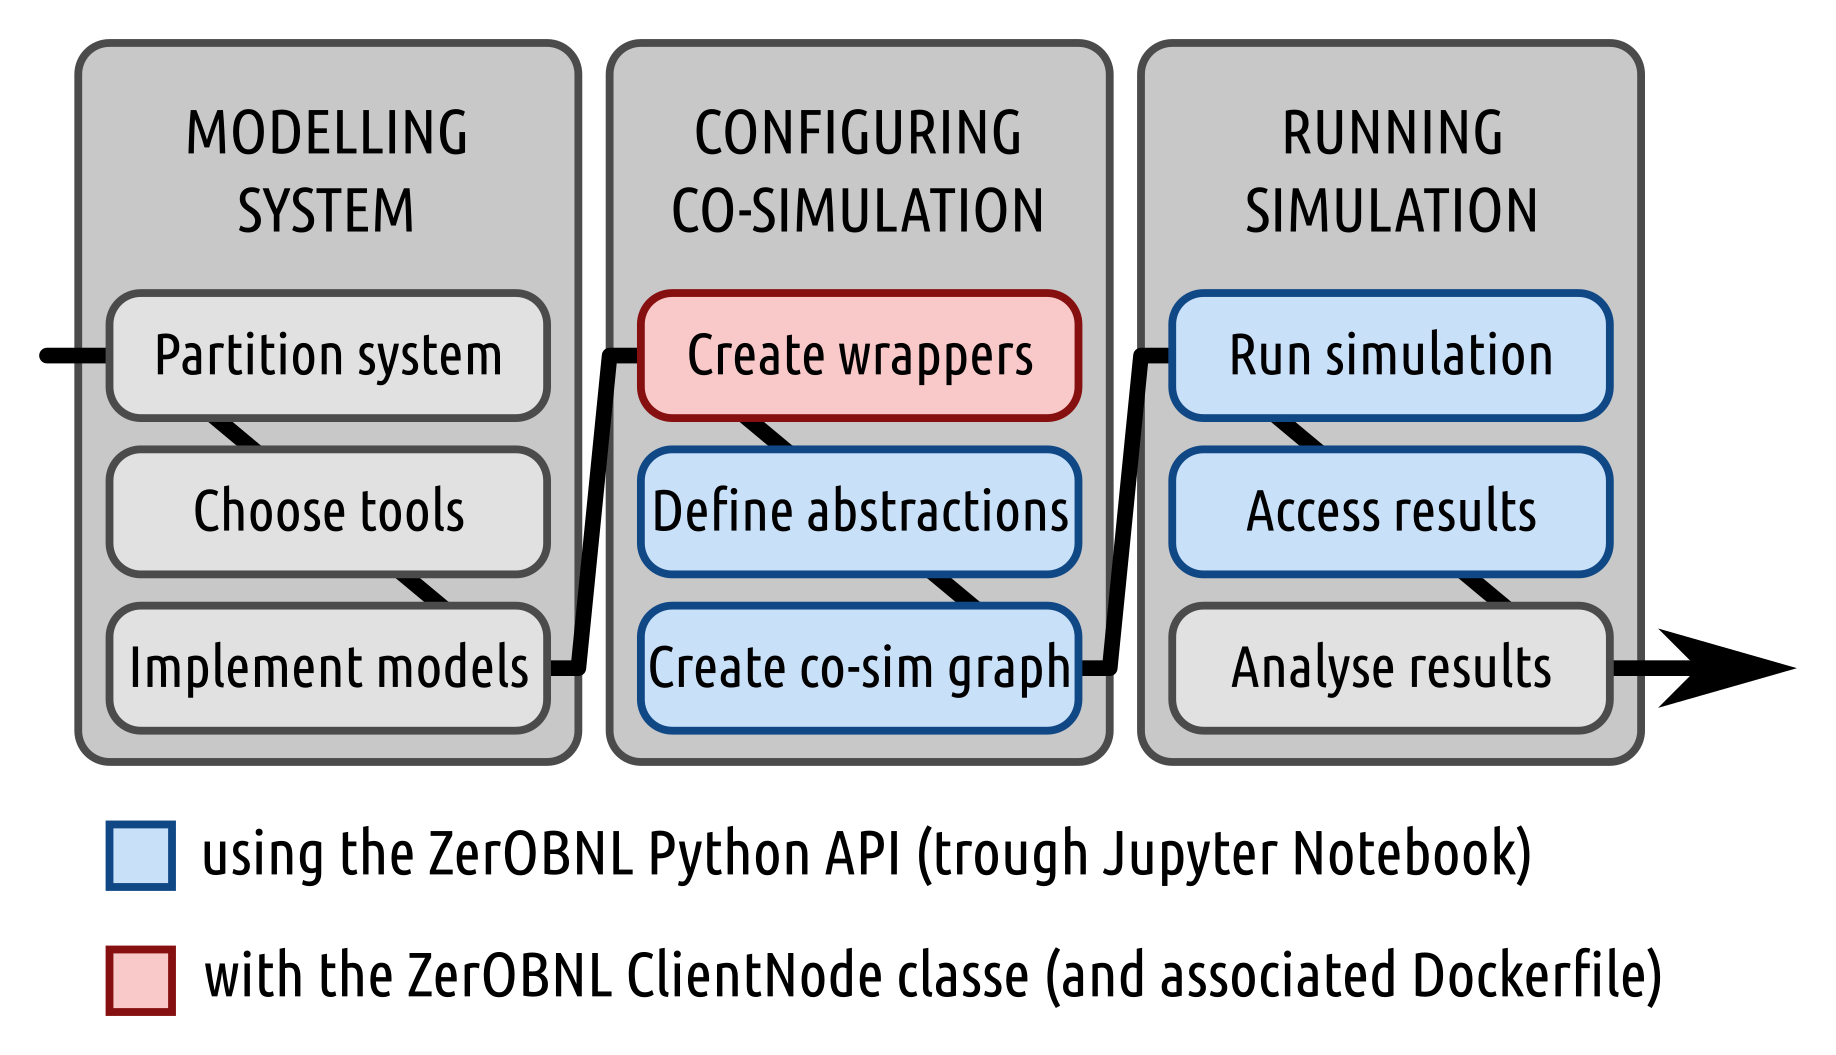 MODELLING
SYSTEM
Partition system
Choose tools
Implement models
CONFIGURING
CO-SIMULATION
Create wrappers
Define abstractions
Create co-sim graph
RUNNING
SIMULATION
Run simulation
Access results
Analyse results
using the ZerOBNL Python API (trough Jupyter Notebook)
with the ZerOBNL ClientNode classe (and associated Dockerfile)